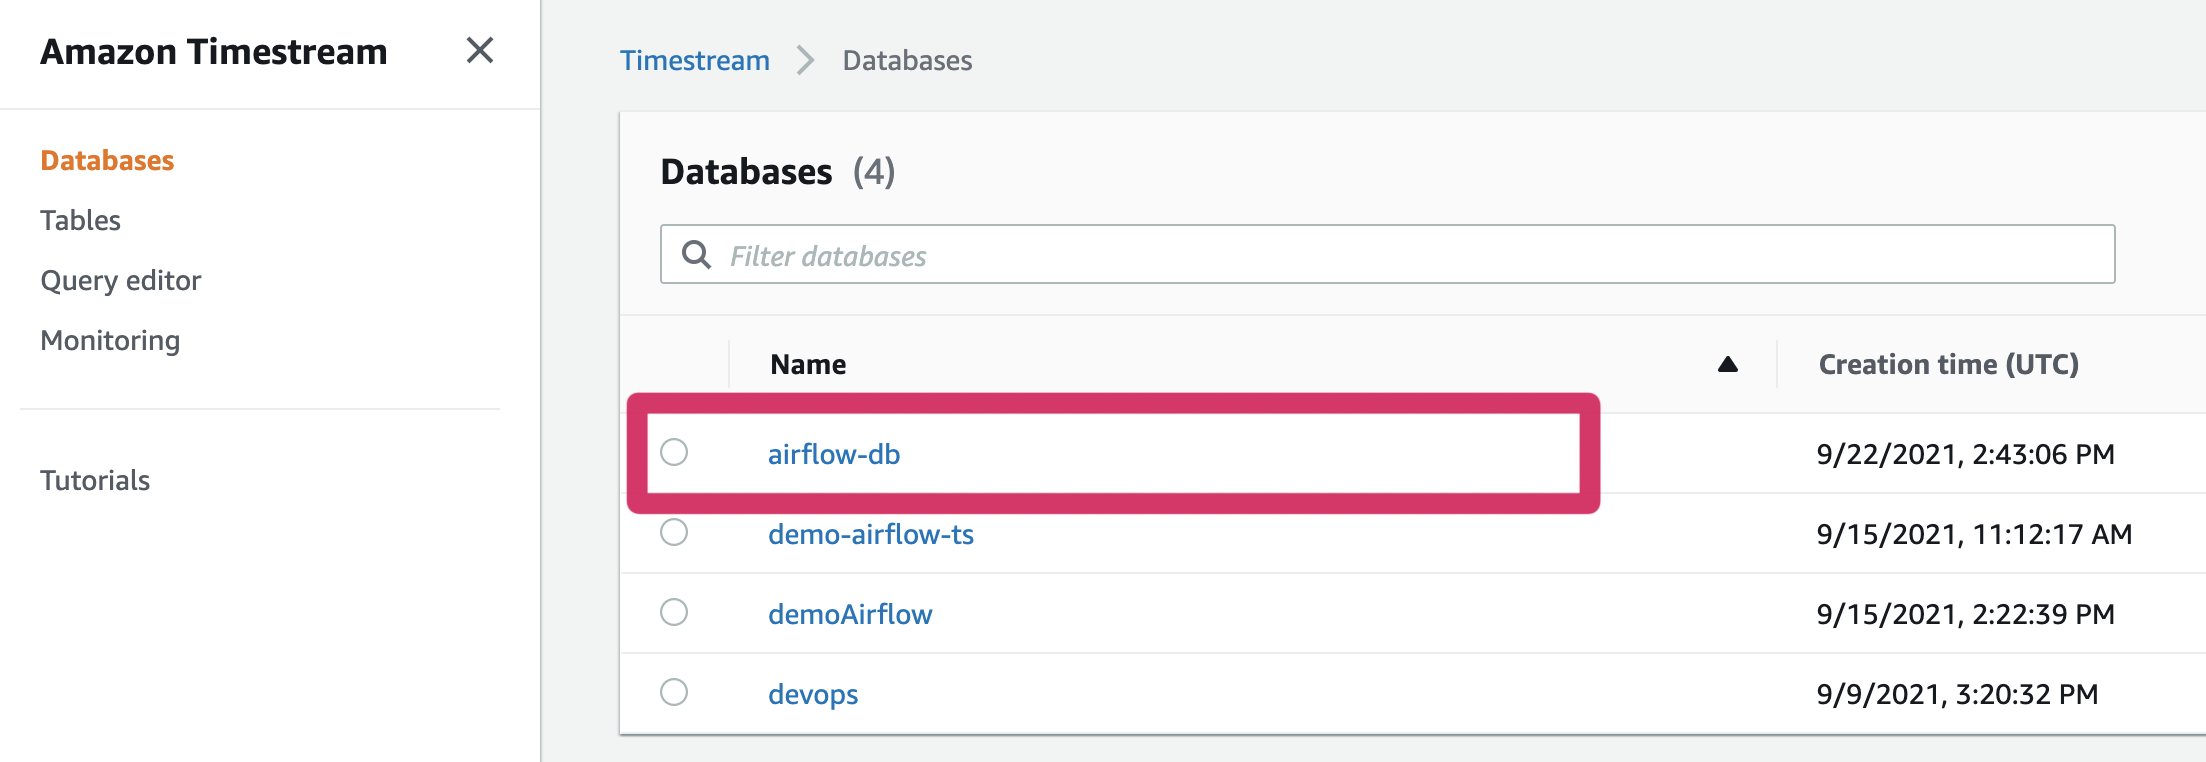 Amazon Timestream
Databases
Tables
Query editor
Monitoring
Tutorials
Timestream > Databases
Databases (4)
Filter databases
Name Creation time (UTC)
airflow-db 9/22/2021, 2:43:06 PM
demo-airflow-ts 9/15/2021, 11:12:17 AM
demoAirflow 9/15/2021, 2:22:39 PM
devops 9/9/2021, 3:20:32 PM